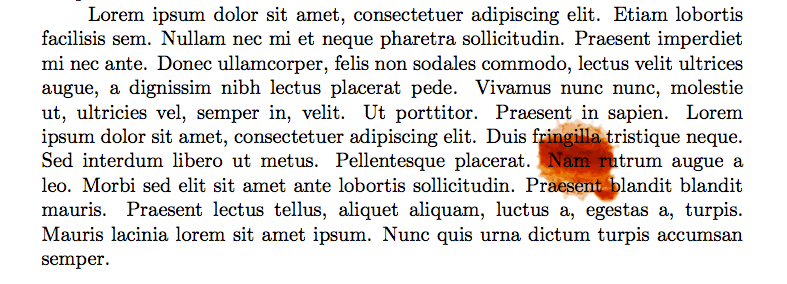 Lorem ipsum dolor sit amet, consectetuer adipiscing elit. Etiam lobortis
facilisis sem. Nullam nec mi et neque pharetra sollicitudin. Praesent imperdiet
mi nec ante. Donec ullamcorper, felis non sodales commodo, lectus velit ultrices
augue, a dignissim nibh lectus placerat pede. Vivamus nunc nunc, molestie
ut, ultricies vel, semper in, velit. Ut porttitor. Praesent in sapien. Lorem
ipsum dolor sit amet, consectetuer adipiscing elit. Duis fringilla tristique neque.
Sed interdum libero ut metus. Pellentesque placerat. Nam rutrum augue a
leo. Morbi sed elit sit amet ante lobortis sollicitudin. Praesent blandit blandit
mauris. Praesent lectus tellus, aliquet aliquam, luctus a, egestas a, turpis.
Mauris lacinia lorem sit amet ipsum. Nunc quis urna dictum turpis accumsan
semper.